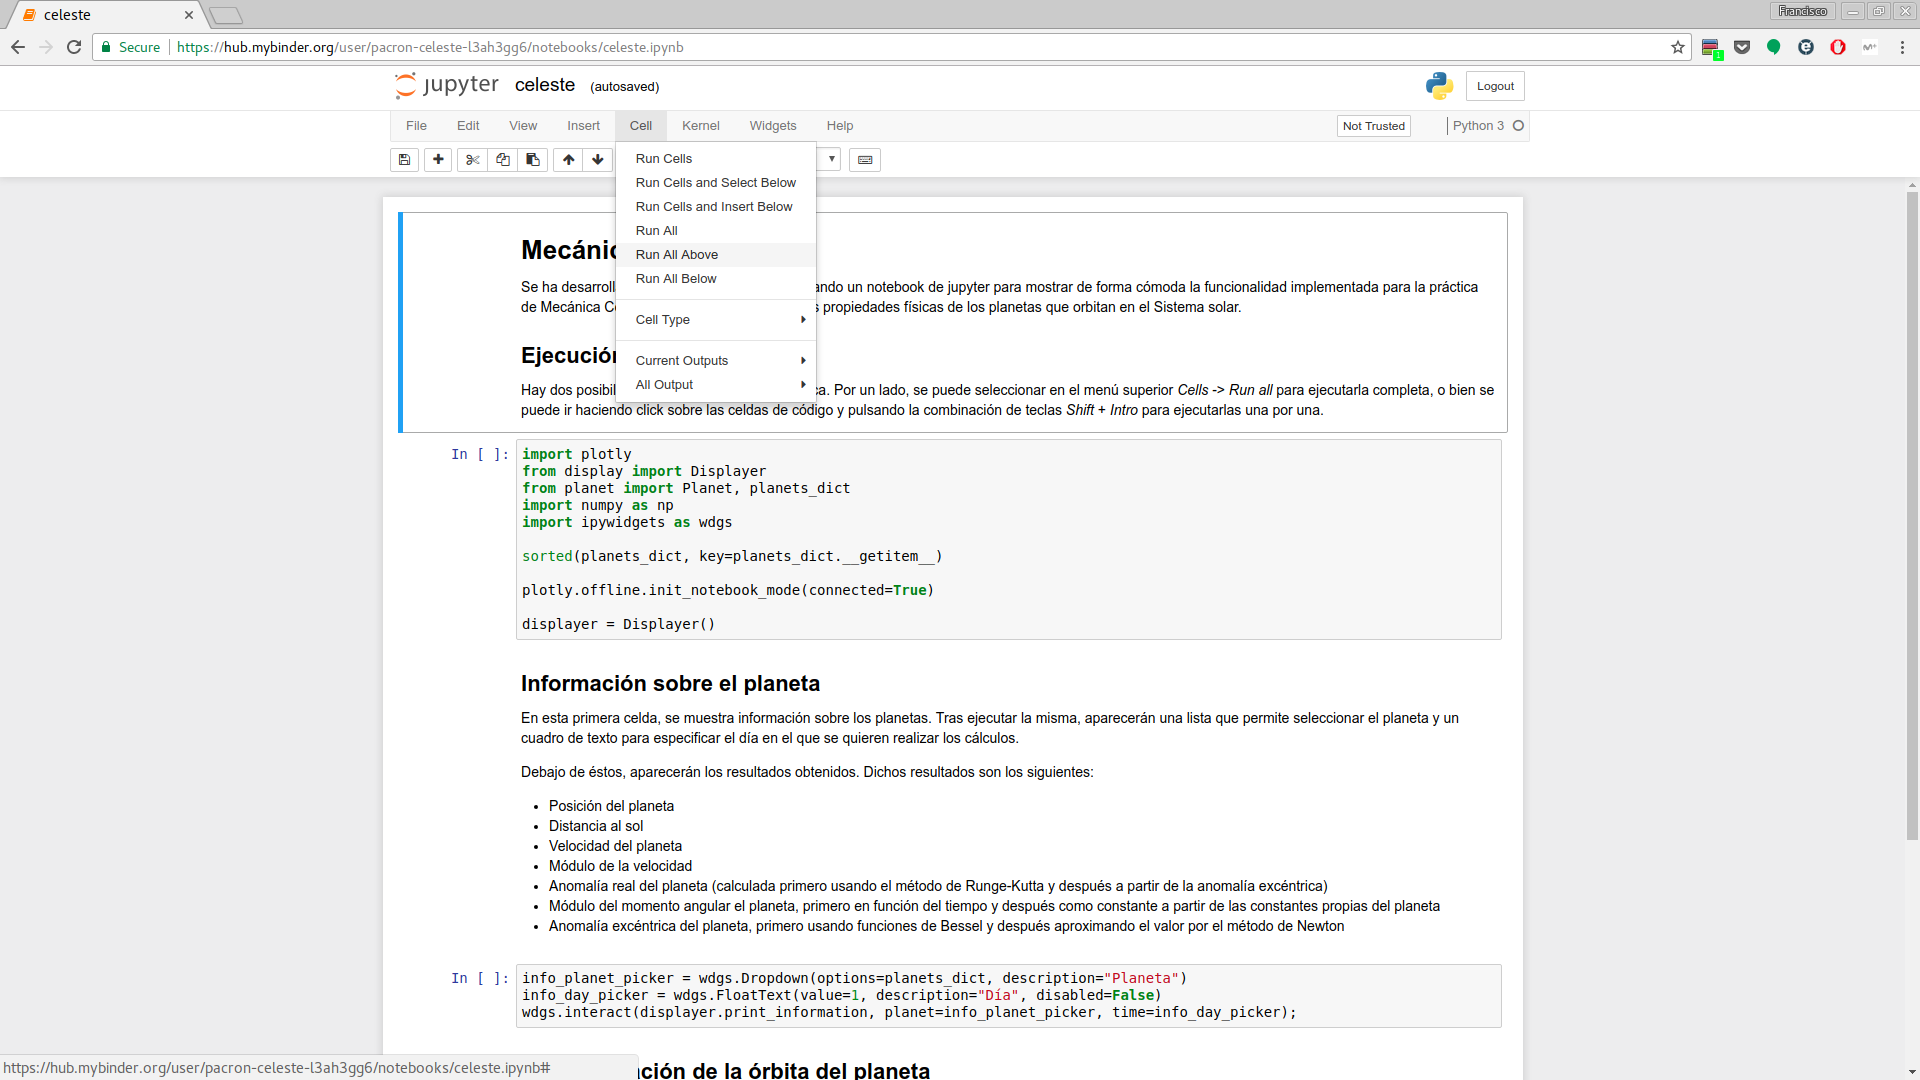 celeste
Francisco
Secure https://hub.mybinder.org/user/pacron-celeste-l3ah3gg6/notebooks/celeste.ipynb
1
jupyter celeste (autosaved)
Logout
File Edit View Insert Cell Kernel Widgets Help
Not Trusted Python 3
Run Cells
Run Cells and Select Below
Run Cells and Insert Below
Run All
Run All Above
Run All Below
Cell Type
Current Outputs
All Output
Mecánic
Se ha desarroll ando un notebook de jupyter para mostrar de forma cómoda la funcionalidad implementada para la práctica
de Mecánica C s propiedades físicas de los planetas que orbitan en el Sistema solar.
Ejecución
Hay dos posibil ca. Por un lado, se puede seleccionar en el menú superior Cells -> Run all para ejecutarla completa, o bien se
puede ir haciendo click sobre las celdas de código y pulsando la combinación de teclas Shift + Intro para ejecutarlas una por una.
In [ ]:
import plotly
from display import Displayer
from planet import Planet, planets_dict
import numpy as np
import ipywidgets as wdgs
sorted(planets_dict, key=planets_dict.__getitem__)
plotly.offline.init_notebook_mode(connected=True)
displayer = Displayer()
Información sobre el planeta
En esta primera celda, se muestra información sobre los planetas. Tras ejecutar la misma, aparecerán una lista que permite seleccionar el planeta y un
cuadro de texto para especificar el día en el que se quieren realizar los cálculos.
Debajo de éstos, aparecerán los resultados obtenidos. Dichos resultados son los siguientes:
• Posición del planeta
• Distancia al sol
• Velocidad del planeta
• Módulo de la velocidad
• Anomalía real del planeta (calculada primero usando el método de Runge-Kutta y después a partir de la anomalía excéntrica)
• Módulo del momento angular el planeta, primero en función del tiempo y después como constante a partir de las constantes propias del planeta
• Anomalía excéntrica del planeta, primero usando funciones de Bessel y después aproximando el valor por el método de Newton
In [ ]:
info_planet_picker = wdgs.Dropdown(options=planets_dict, description="Planeta")
info_day_picker = wdgs.FloatText(value=1, description="Día", disabled=False)
wdgs.interact(displayer.print_information, planet=info_planet_picker, time=info_day_picker);
ción de la órbita del planeta
https://hub.mybinder.org/user/pacron-celeste-l3ah3gg6/notebooks/celeste.ipynb#